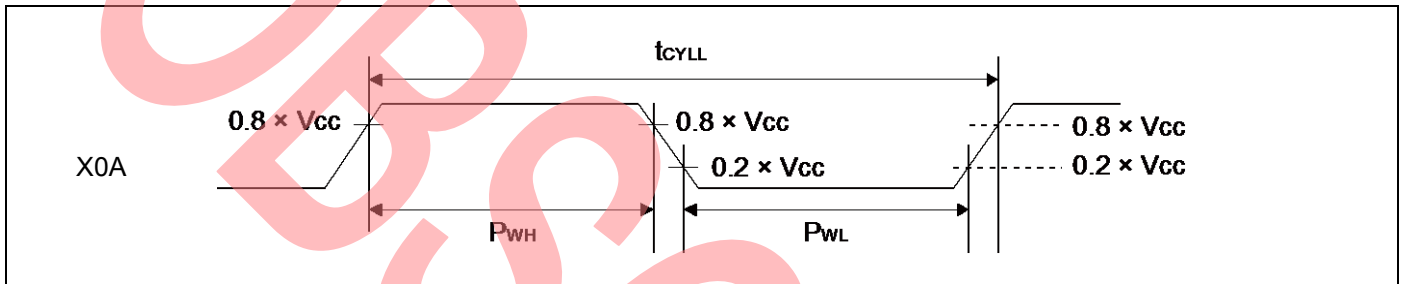 tCYLL
0.8 × Vcc
0.8 × Vcc
0.8 × Vcc
X0A
0.2 × Vcc
0.2 × Vcc
PWH
PWL